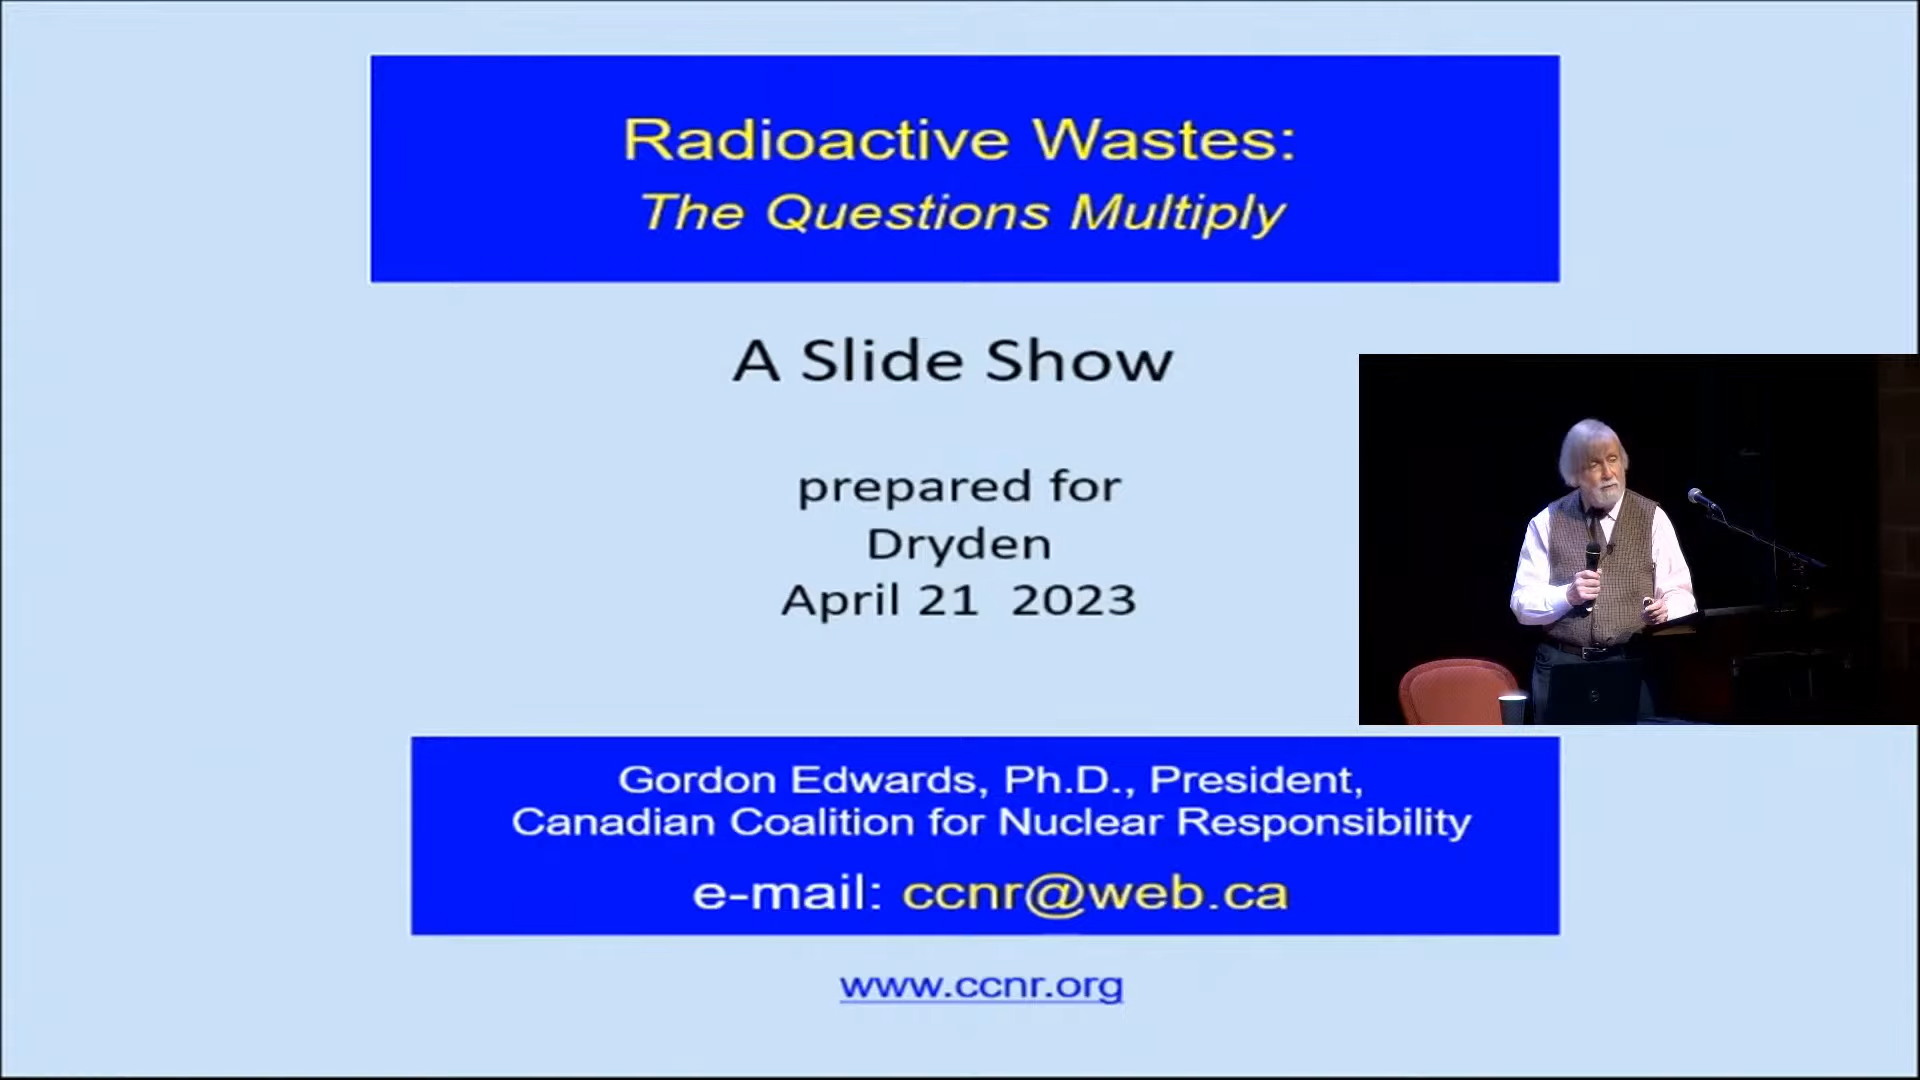 Radioactive Wastes:
The Questions Multiply
A Slide Show
prepared for
Dryden
April 21 2023
Gordon Edwards, Ph.D., President,
Canadian Coalition for Nuclear Responsibility
e-mail: ccnr@web.ca
www.ccnr.org